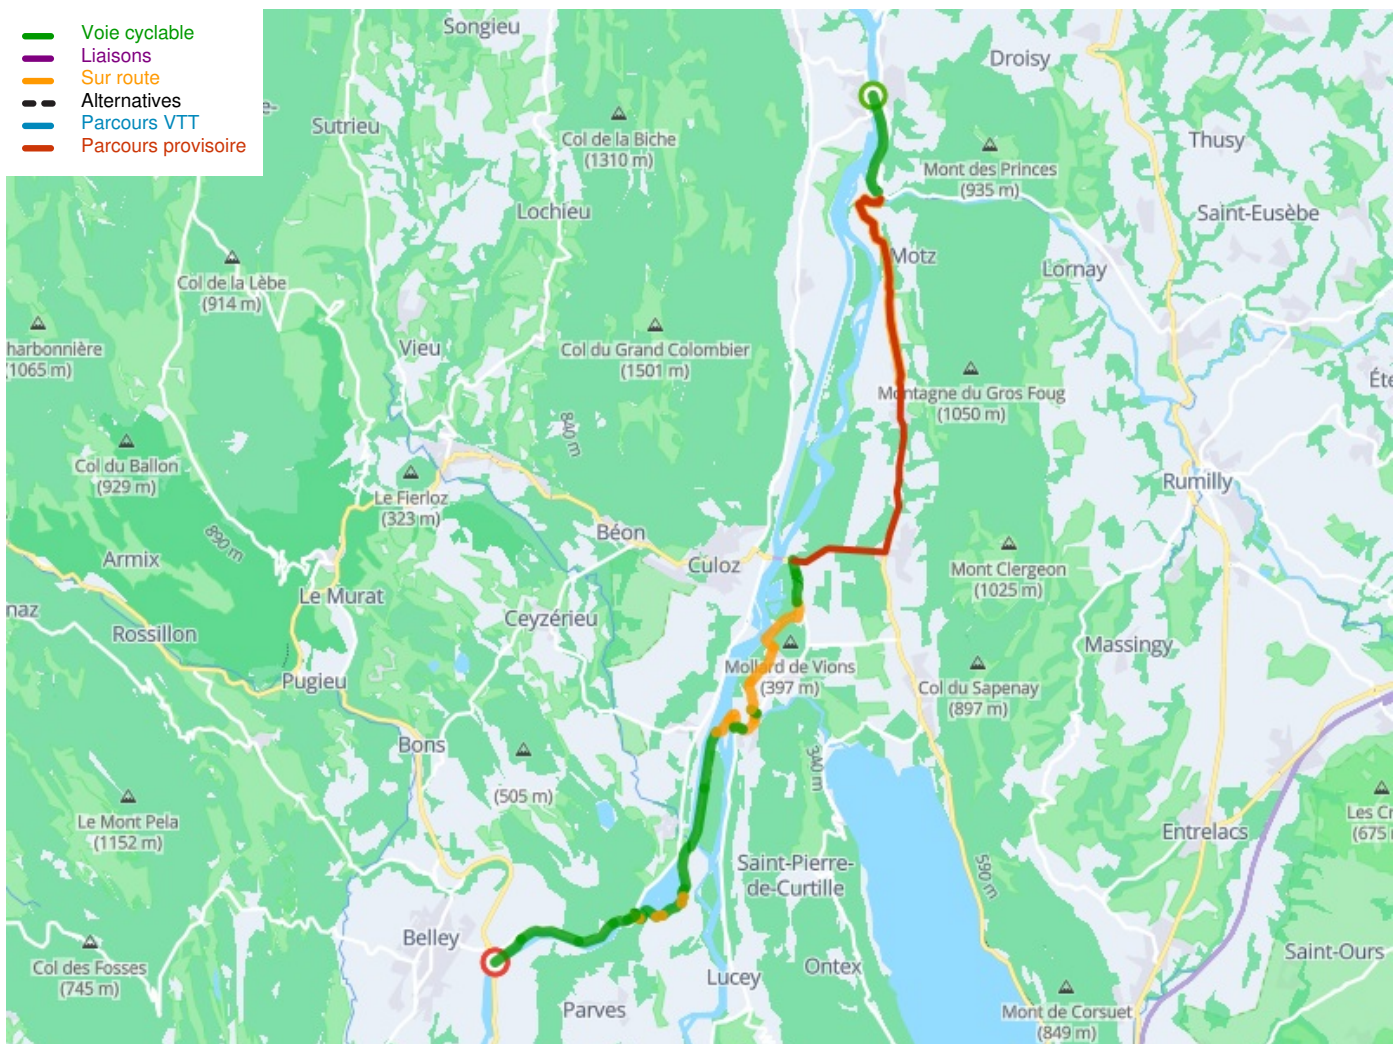 Voie cyclable
Liaisons
Sur route
Alternatives
Parcours VTT
Parcours provisoire
Songieu
Droisy
e-
Sutrieu
Col de la Biche
(1310 m)
Thusy
Mont des Princes
(935 m)
Lochieu
Saint-Eusèbe
Motz
Lornay
Col de la Lèbe
(914 m)
harbonnière
(1065 m)
Vieu
Col du Grand Colombier
(1501 m)
Montagne du Gros Foug
(1050 m)
Éte
840 m
Col du Ballon
(929 m)
Le Fierloz
(323 m)
Rumilly
890 m
Béon
Armix
Culoz
Mont Clergeon
(1025 m)
Le Murat
naz
Ceyzérieu
Rossillon
Massingy
Mollard de Vions
(397 m)
Pugieu
Col du Sapenay
(897 m)
Bons
340 m
(505 m)
Le Mont Pela
(1152 m)
Les Cr
(675
Entrelacs
Saint-Pierre-
de-Curtille
590 m
Belley
Saint-Ours
Col des Fosses
(745 m)
Lucey
Ontex
Parves
Mont de Corsuet
(849 m)